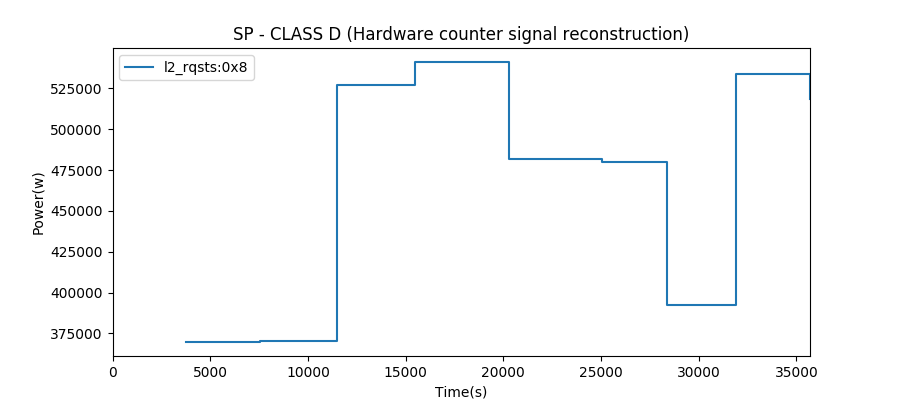 SP - CLASS D (Hardware counter signal reconstruction)
l2_rqsts:0x8
525000
500000
475000
450000
425000
400000
375000
Power(w)
0 5000 10000 15000 20000 25000 30000 35000
Time(s)